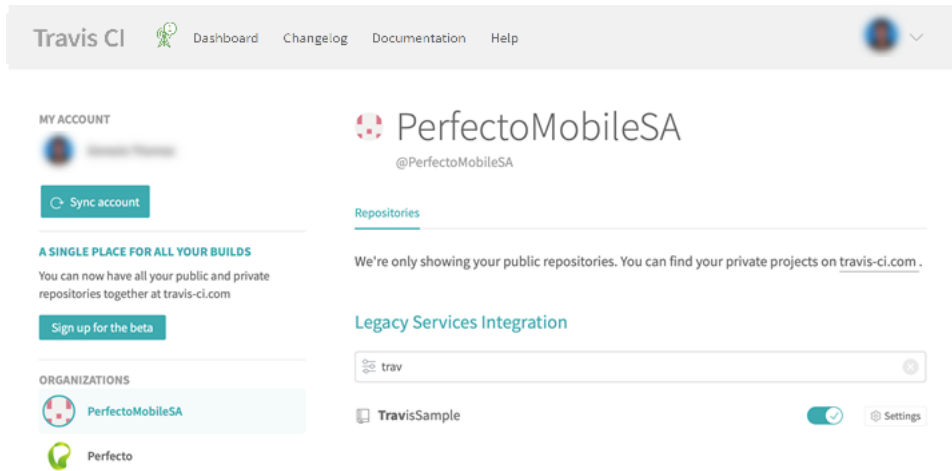 Travis CI Dashboard Changelog Documentation Help
MY ACCOUNT
Sync account
A SINGLE PLACE FOR ALL YOUR BUILDS
You can now have all your public and private
repositories together at travis-ci.com
Sign up for the beta
ORGANIZATIONS
PerfectoMobileSA
Perfecto
PerfectoMobileSA
@PerfectoMobileSA
Repositories
We're only showing your public repositories. You can find your private projects on travis-ci.com .
Legacy Services Integration
trav
TravisSample Settings